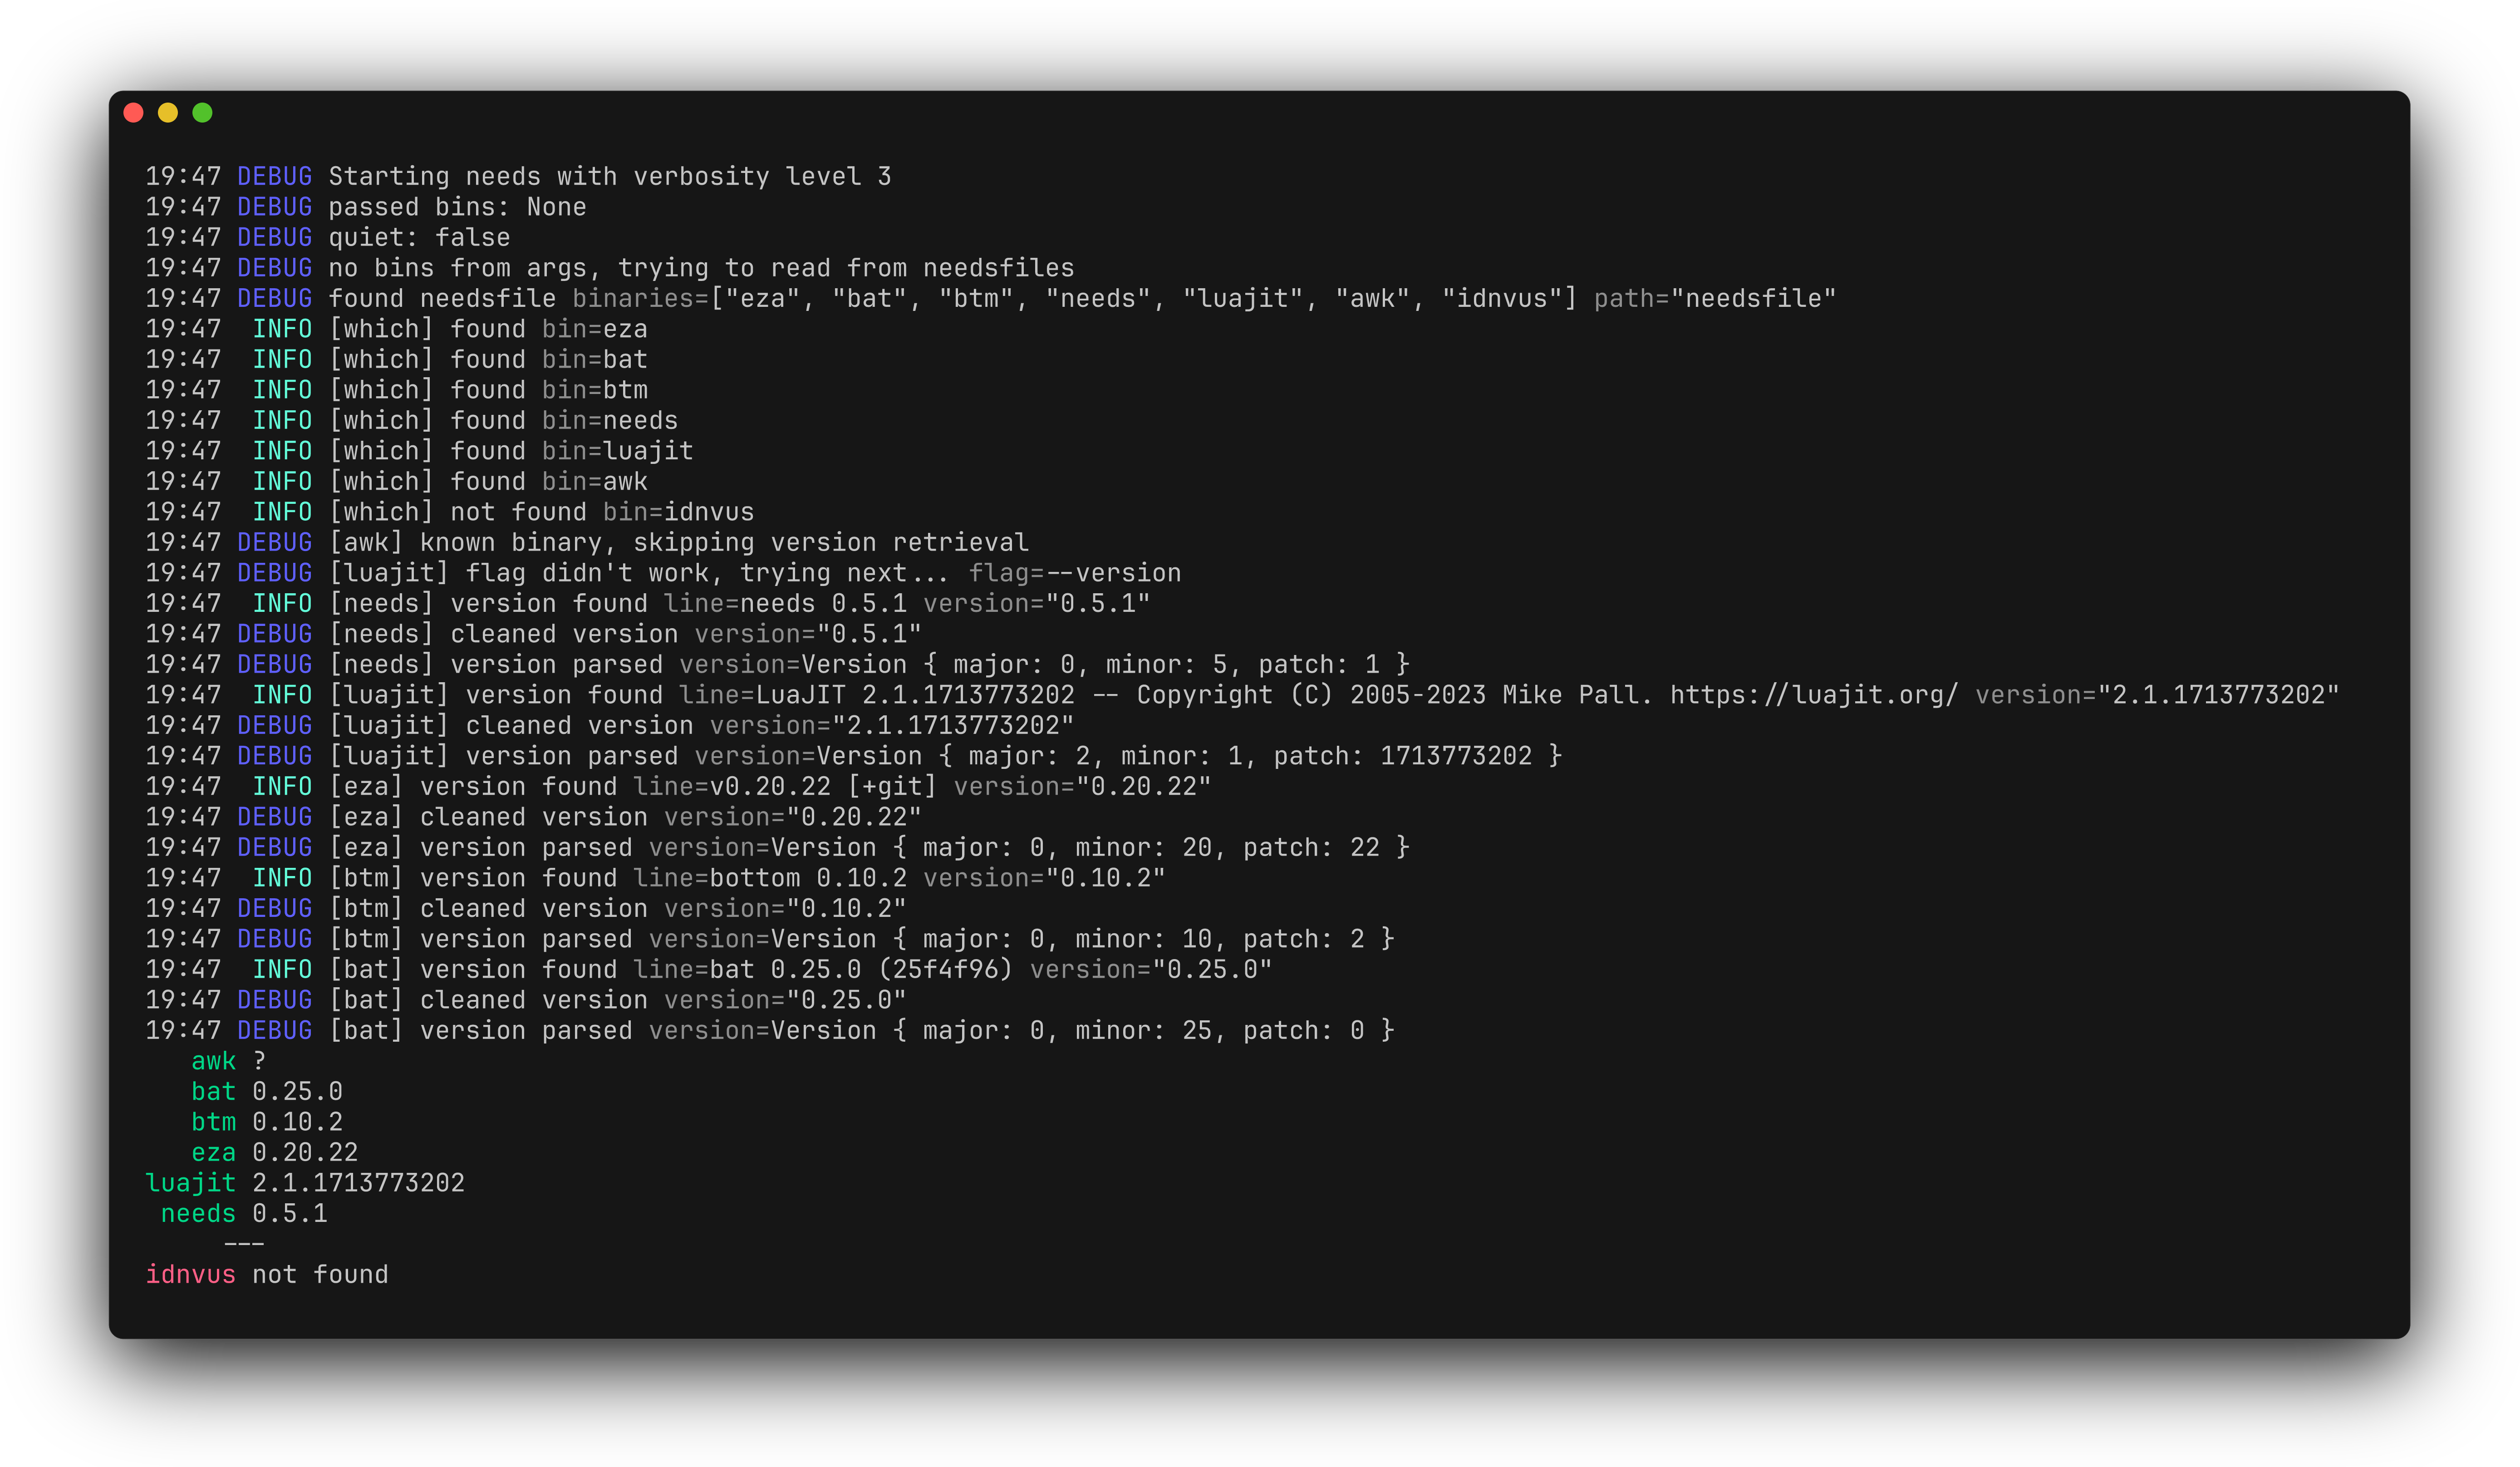 19:47 DEBUG Starting needs with verbosity level 3
19:47 DEBUG passed bins: None
19:47 DEBUG quiet: false
19:47 DEBUG no bins from args, trying to read from needsfiles
19:47 DEBUG found needsfile binaries=["eza", "bat", "btm", "needs", "luajit", "awk", "idnvus"] path="needsfile"
19:47  INFO [which] found bin=eza
19:47  INFO [which] found bin=bat
19:47  INFO [which] found bin=btm
19:47  INFO [which] found bin=needs
19:47  INFO [which] found bin=luajit
19:47  INFO [which] found bin=awk
19:47  INFO [which] not found bin=idnvus
19:47 DEBUG [awk] known binary, skipping version retrieval
19:47 DEBUG [luajit] flag didn't work, trying next... flag=--version
19:47  INFO [needs] version found line=needs 0.5.1 version="0.5.1"
19:47 DEBUG [needs] cleaned version version="0.5.1"
19:47 DEBUG [needs] version parsed version=Version { major: 0, minor: 5, patch: 1 }
19:47  INFO [luajit] version found line=LuaJIT 2.1.1713773202 -- Copyright (C) 2005-2023 Mike Pall. https://luajit.org/ version="2.1.1713773202"
19:47 DEBUG [luajit] cleaned version version="2.1.1713773202"
19:47 DEBUG [luajit] version parsed version=Version { major: 2, minor: 1, patch: 1713773202 }
19:47  INFO [eza] version found line=v0.20.22 [+git] version="0.20.22"
19:47 DEBUG [eza] cleaned version version="0.20.22"
19:47 DEBUG [eza] version parsed version=Version { major: 0, minor: 20, patch: 22 }
19:47  INFO [btm] version found line=bottom 0.10.2 version="0.10.2"
19:47 DEBUG [btm] cleaned version version="0.10.2"
19:47 DEBUG [btm] version parsed version=Version { major: 0, minor: 10, patch: 2 }
19:47  INFO [bat] version found line=bat 0.25.0 (25f4f96) version="0.25.0"
19:47 DEBUG [bat] cleaned version version="0.25.0"
19:47 DEBUG [bat] version parsed version=Version { major: 0, minor: 25, patch: 0 }
awk ?
bat 0.25.0
btm 0.10.2
eza 0.20.22
luajit 2.1.1713773202
needs 0.5.1
---
idnvus not found